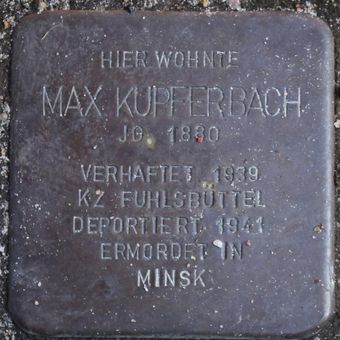 HIER WOHNTE
MAX KUPFERBACH
JG. 1880
VERHAFTET 1939
KZ FUHLSBÜTTEL
DEPORTIERT 1941
ERMORDET IN
MINSK